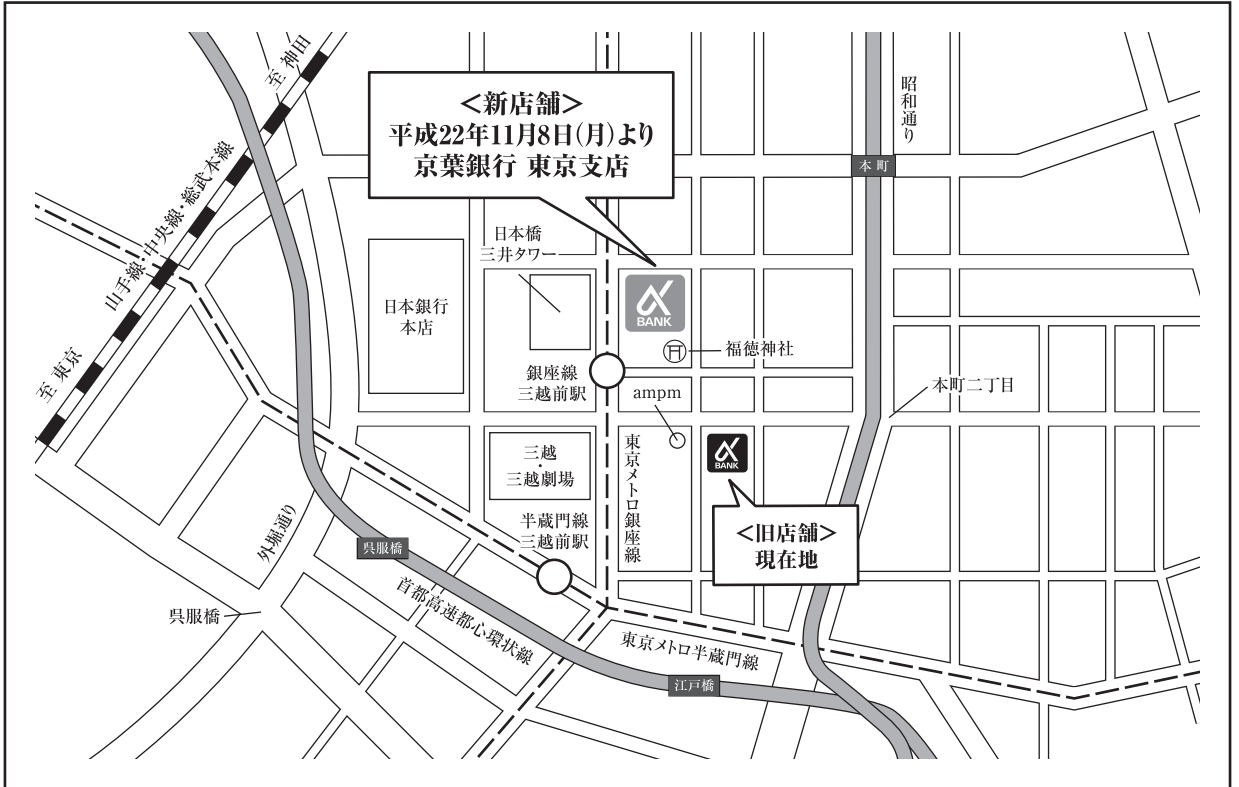 至 神田
＜新店舗＞
平成22年11月8日(月)より
京葉銀行 東京支店
昭和通り
本町
山手線・中央線・総武本線
日本橋
三井タワー
日本銀行
本店
BANK
福徳神社
至 東京
銀座線
三越前駅
ampm
本町二丁目
三越
・
三越劇場
東京メトロ銀座線
BANK
＜旧店舗＞
現在地
外堀通り
半蔵門線
三越前駅
呉服橋
呉服橋
首都高速都心環状線
東京メトロ半蔵門線
江戸橋